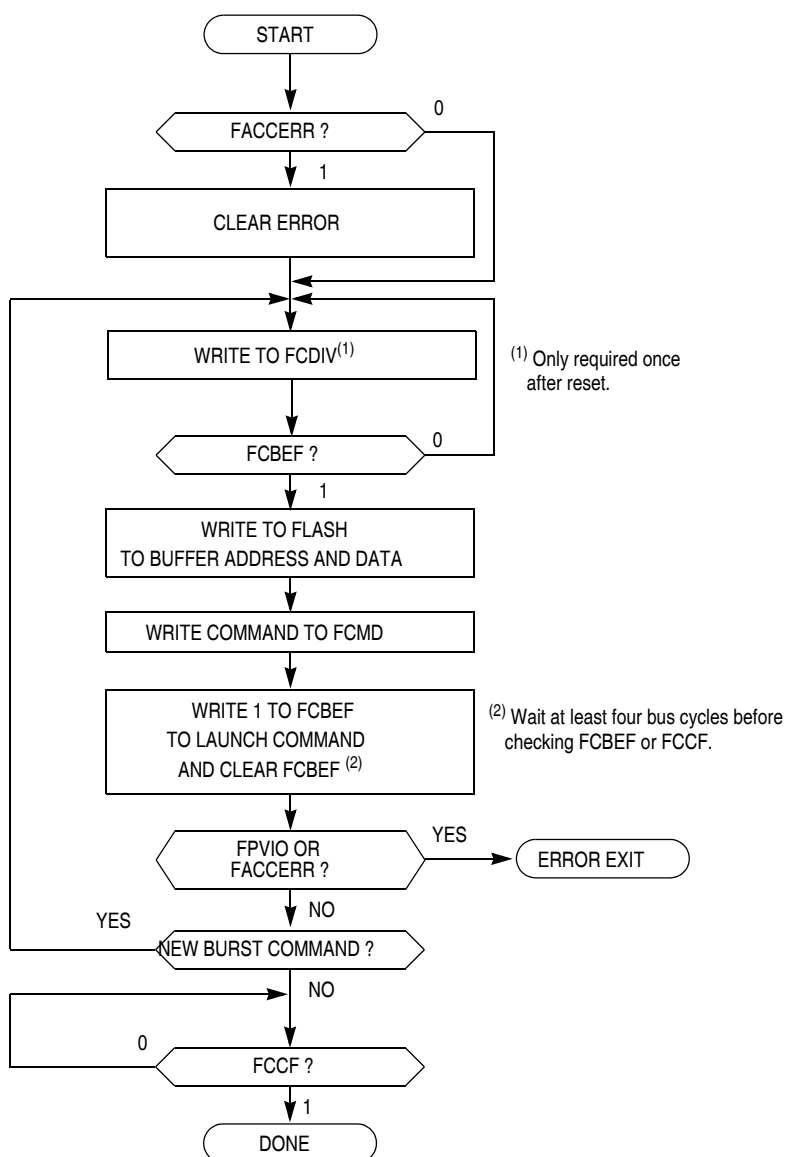 START
0
FACCERR ?
1
CLEAR ERROR
WRITE TO FCDIV(1)
(1) Only required once
after reset.
0
FCBEF ?
1
WRITE TO FLASH
TO BUFFER ADDRESS AND DATA
WRITE COMMAND TO FCMD
WRITE 1 TO FCBEF
TO LAUNCH COMMAND
AND CLEAR FCBEF (2)
(2) Wait at least four bus cycles before
checking FCBEF or FCCF.
FPVIO OR
FACCERR ?
YES
ERROR EXIT
NO
YES
NEW BURST COMMAND ?
NO
0
FCCF ?
1
DONE